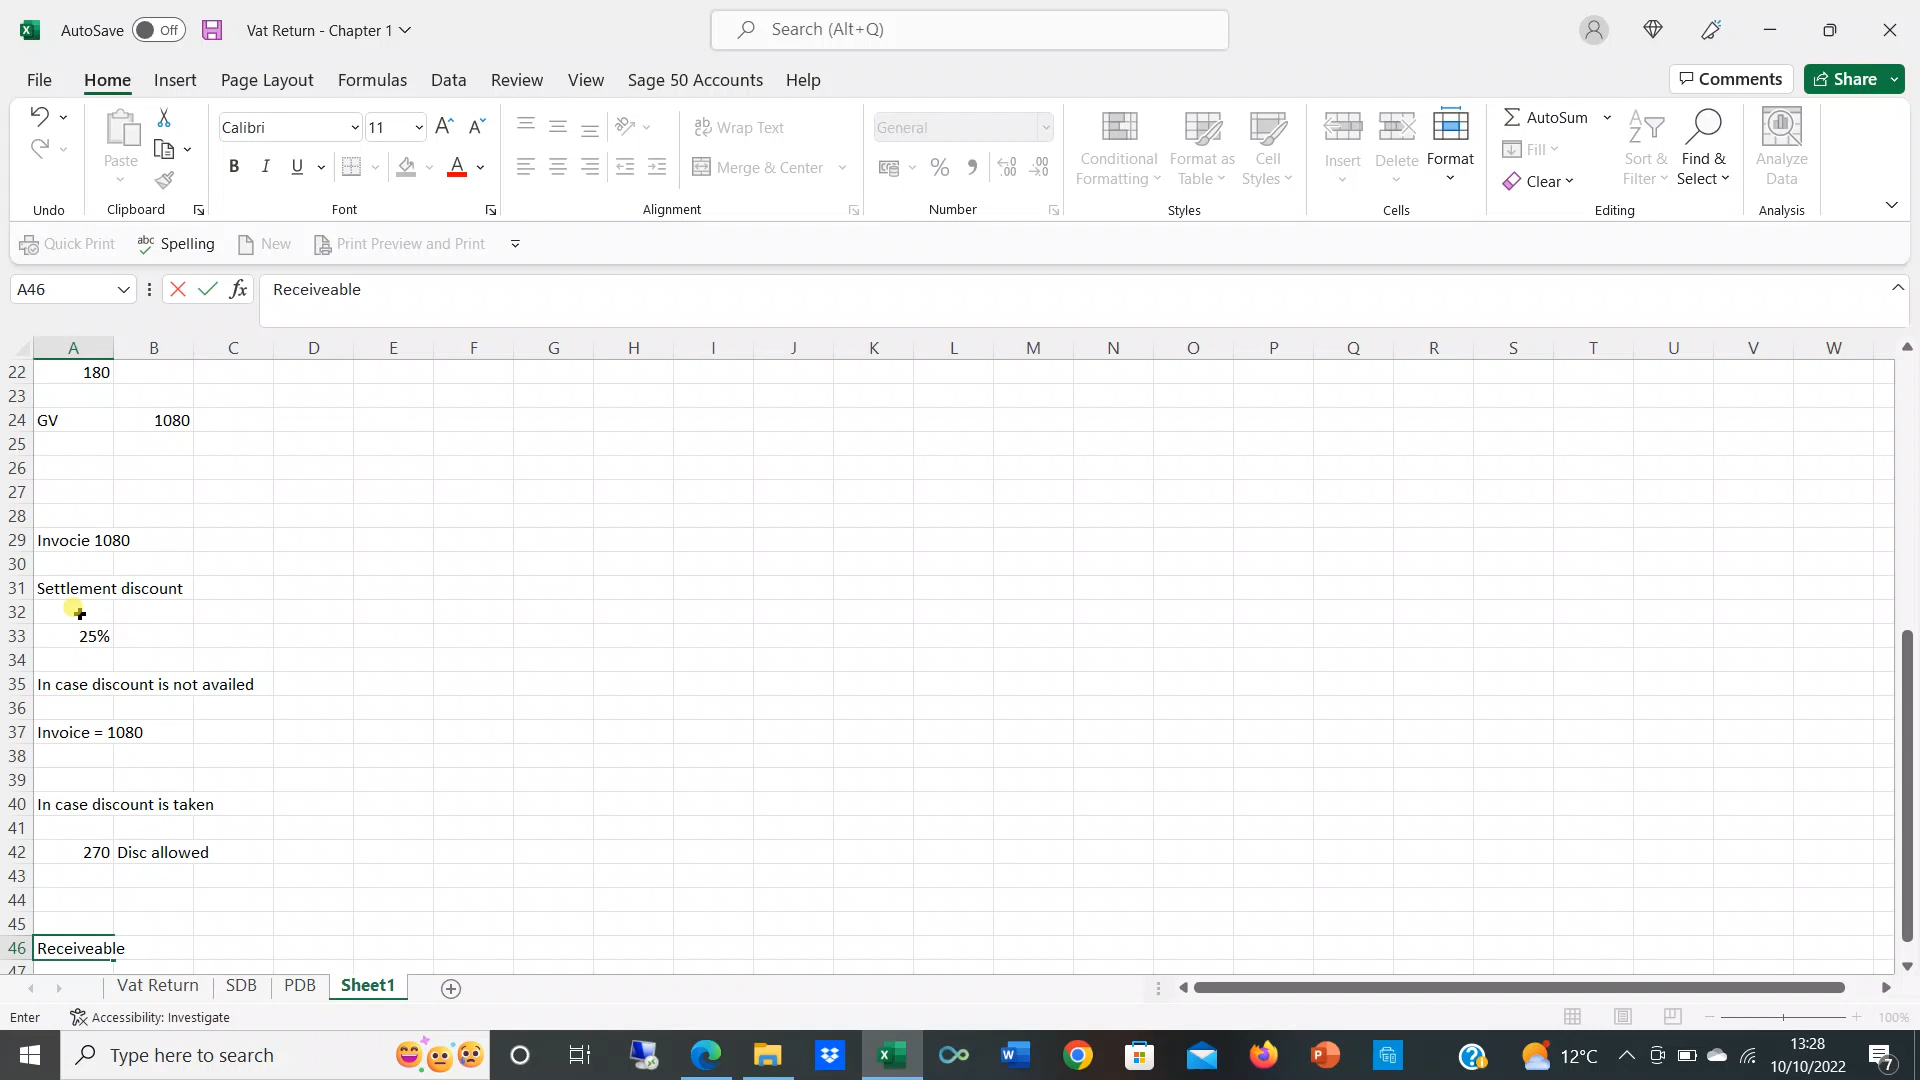 AutoSave Off Vat Return - Chapter 1 Search (Alt+Q)
File Home Insert Page Layout Formulas Data Review View Sage 50 Accounts Help Comments Share
Calibri 11 ab Wrap Text General AutoSum
Paste Conditional Formatting Format as Table Cell Styles Insert Delete Format Fill Sort & Filter Find & Select Analyze Data
B I U A Merge & Center % Clear
Undo Clipboard Font Alignment Number Styles Cells Editing Analysis
Quick Print abc Spelling New Print Preview and Print
A46 fx Receiveable
A B C D E F G H I J K L M N O P Q R S T U V W
22 180
23
24 GV 1080
25
26
27
28
29 Invocie 1080
30
31 Settlement discount
32
33 25%
34
35 In case discount is not availed
36
37 Invoice = 1080
38
39
40 In case discount is taken
41
42 270 Disc allowed
43
44
45
46 Receiveable
47
Vat Return SDB PDB Sheet1
Enter Accessibility: Investigate 100%
Type here to search 12°C 13:28
10/10/2022 7